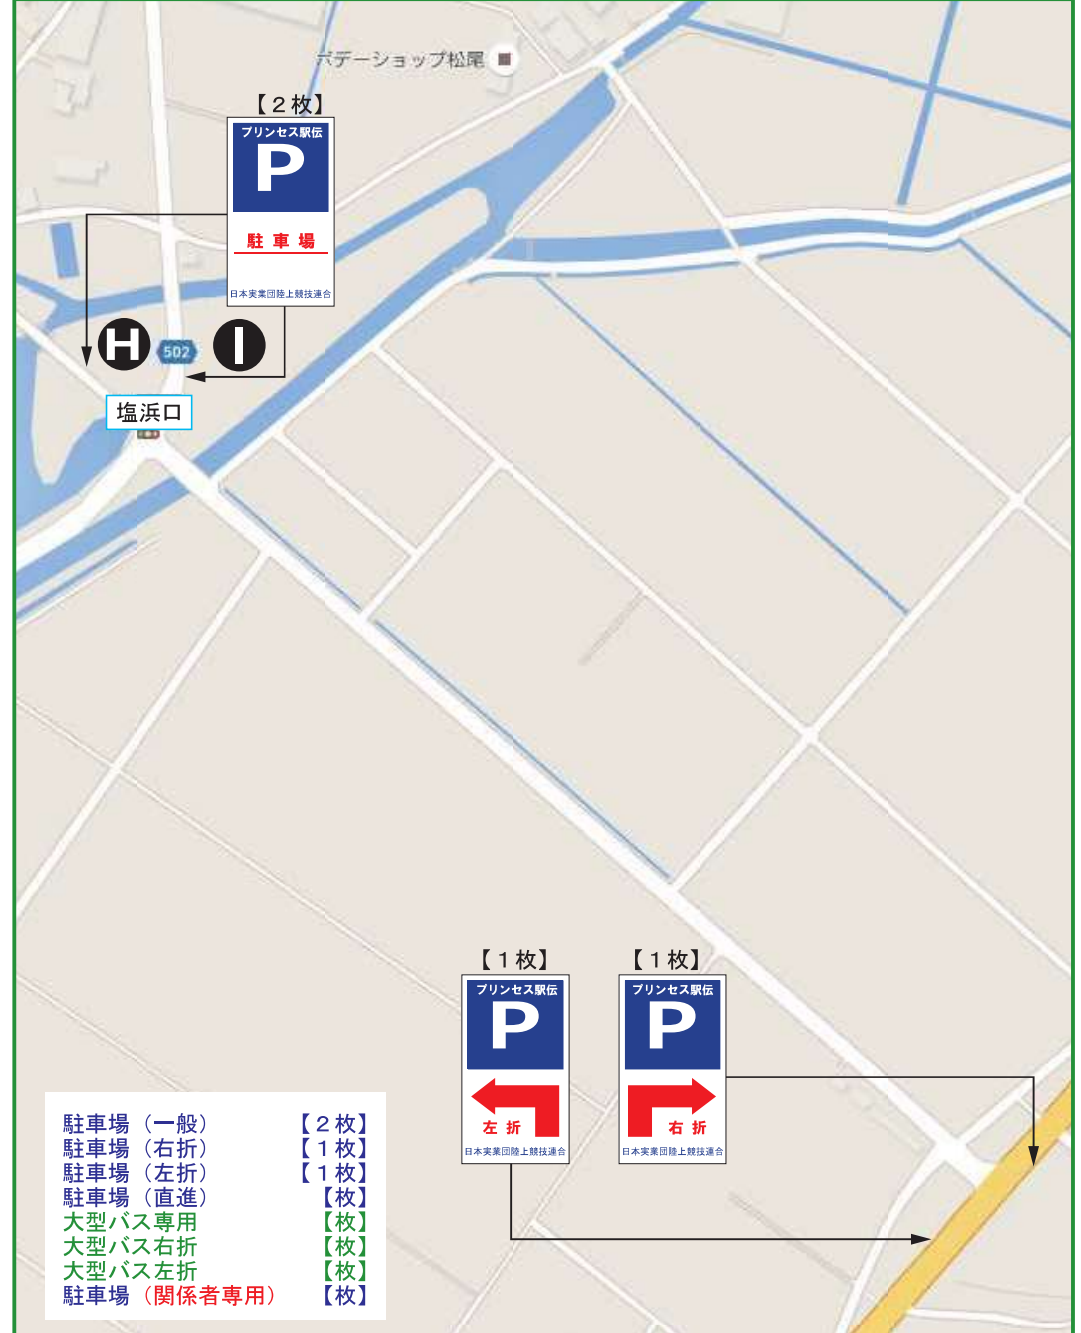 ボデーショップ松尾
【2枚】
プリンセス駅伝
P
駐車場
日本実業団陸上競技連合
H
502
I
塩浜口
【1枚】
プリンセス駅伝
P
左折
日本実業団陸上競技連合
【1枚】
プリンセス駅伝
P
右折
日本実業団陸上競技連合
駐車場（一般）【2枚】
駐車場（右折）【1枚】
駐車場（左折）【1枚】
駐車場（直進）【枚】
大型バス専用【枚】
大型バス右折【枚】
大型バス左折【枚】
駐車場（関係者専用）【枚】